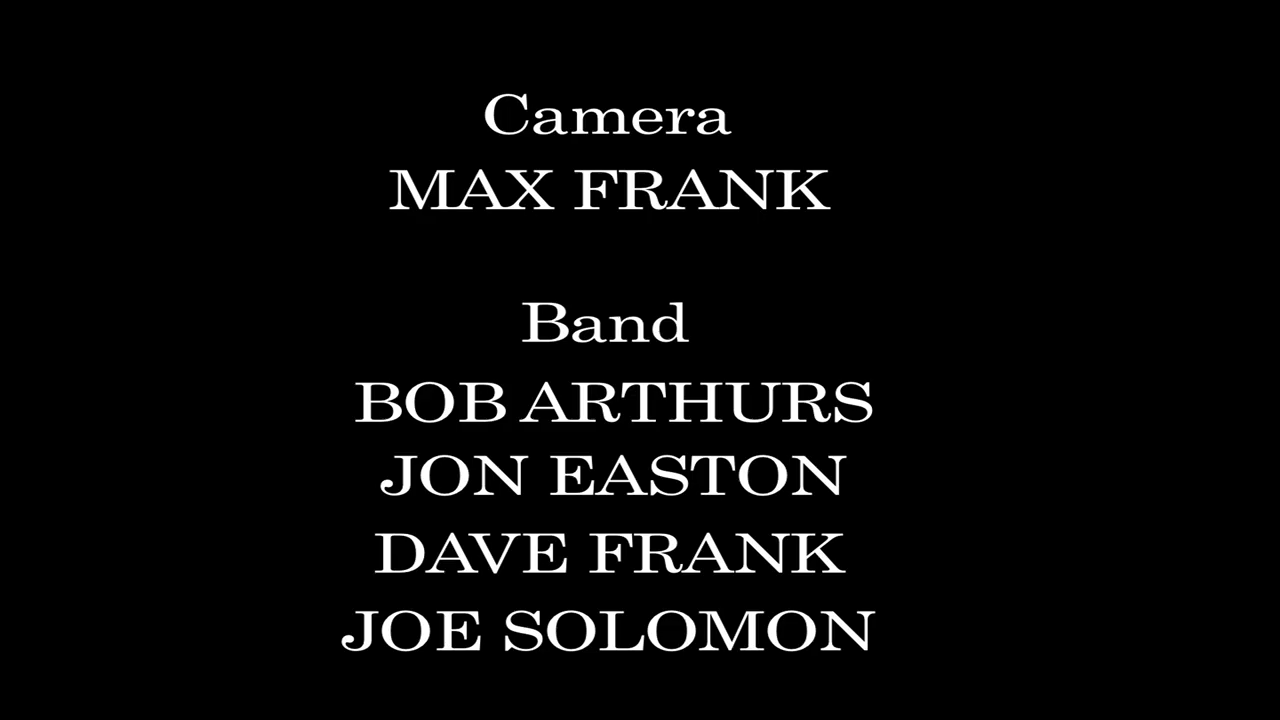 Camera
MAX FRANK
Band
BOB ARTHURS
JON EASTON
DAVE FRANK
JOE SOLOMON